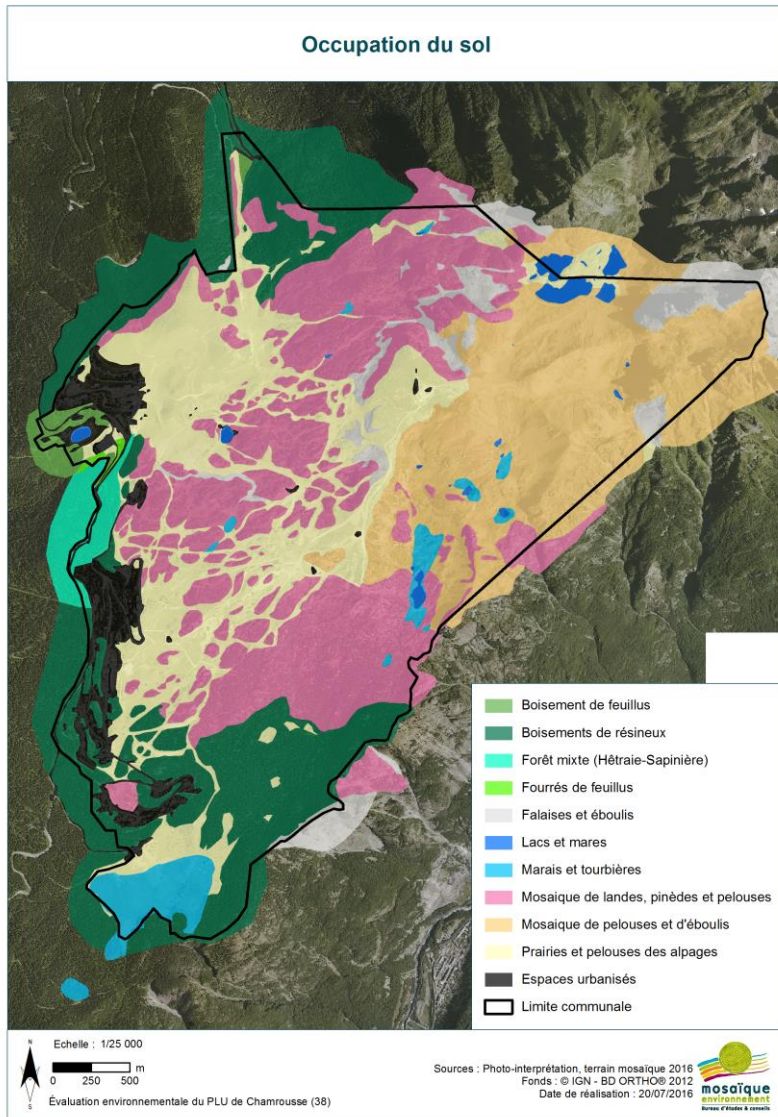 Occupation du sol
Boisement de feuillus
Boisements de résineux
Forêt mixte (Hêtraie-Sapinière)
Fourrés de feuillus
Falaises et éboulis
Lacs et mares
Marais et tourbières
Mosaique de landes, pinèdes et pelouses
Mosaique de pelouses et d'éboulis
Prairies et pelouses des alpages
Espaces urbanisés
Limite communale
N
S
Echelle : 1/25 000
0 250 500
m
Évaluation environnementale du PLU de Chamrousse (38)
Sources : Photo-interprétation, terrain mosaïque 2016
Fonds : © IGN - BD ORTHO® 2012
Date de réalisation : 20/07/2016
mosaïque
environnement
Bureau d'études & conseils